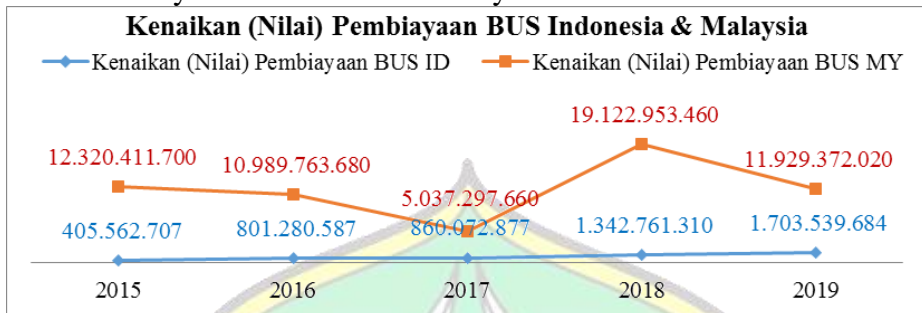 Kenaikan (Nilai) Pembiayaan BUS Indonesia & Malaysia
Kenaikan (Nilai) Pembiayaan BUS ID Kenaikan (Nilai) Pembiayaan BUS MY
19.122.953.460
12.320.411.700 10.989.763.680 11.929.372.020
5.037.297.660
405.562.707 801.280.587 860.072.877 1.342.761.310 1.703.539.684
2015 2016 2017 2018 2019